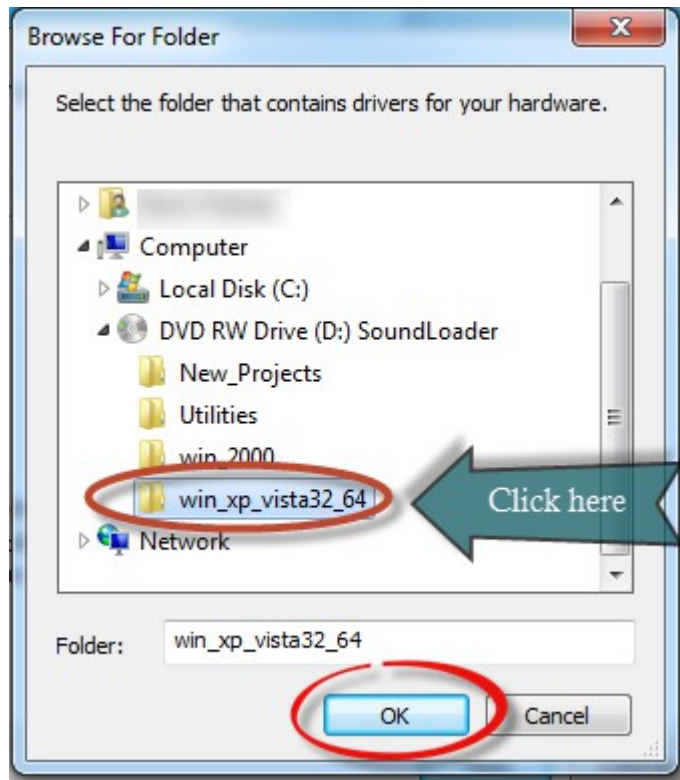 Browse For Folder
Select the folder that contains drivers for your hardware.
Computer
Local Disk (C:)
DVD RW Drive (D:) SoundLoader
New_Projects
Utilities
win_2000
win_xp_vista32_64
Click here
Network
Folder: win_xp_vista32_64
OK Cancel